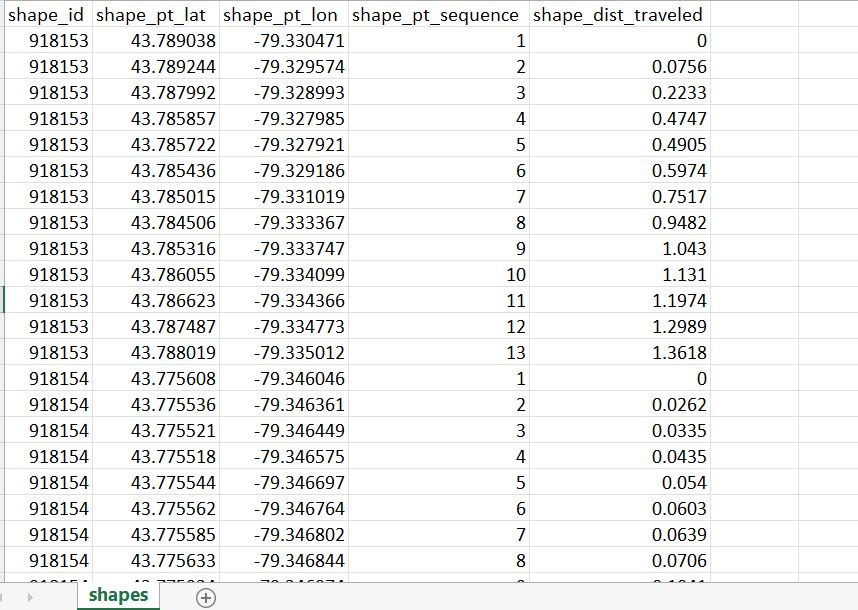 shape_id shape_pt_lat shape_pt_lon shape_pt_sequence shape_dist_traveled
918153 43.789038 -79.330471 1 0
918153 43.789244 -79.329574 2 0.0756
918153 43.787992 -79.328993 3 0.2233
918153 43.785857 -79.327985 4 0.4747
918153 43.785722 -79.327921 5 0.4905
918153 43.785436 -79.329186 6 0.5974
918153 43.785015 -79.331019 7 0.7517
918153 43.784506 -79.333367 8 0.9482
918153 43.785316 -79.333747 9 1.043
918153 43.786055 -79.334099 10 1.131
918153 43.786623 -79.334366 11 1.1974
918153 43.787487 -79.334773 12 1.2989
918153 43.788019 -79.335012 13 1.3618
918154 43.775608 -79.346046 1 0
918154 43.775536 -79.346361 2 0.0262
918154 43.775521 -79.346449 3 0.0335
918154 43.775518 -79.346575 4 0.0435
918154 43.775544 -79.346697 5 0.054
918154 43.775562 -79.346764 6 0.0603
918154 43.775585 -79.346802 7 0.0639
918154 43.775633 -79.346844 8 0.0706
shapes